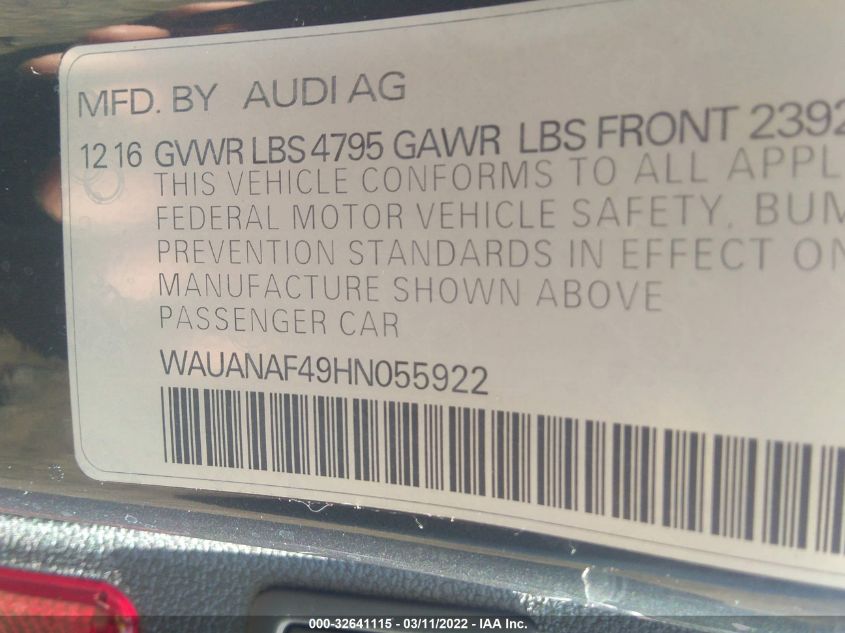 MFD. BY AUDI AG
12 16 GVWR LBS 4795 GAWR LBS FRONT 2392
THIS VEHICLE CONFORMS TO ALL APPL
FEDERAL MOTOR VEHICLE SAFETY, BUM
PREVENTION STANDARDS IN EFFECT ON
MANUFACTURE SHOWN ABOVE
PASSENGER CAR
WAUANAF49HN055922
000-32641115 - 03/11/2022 - IAA Inc.